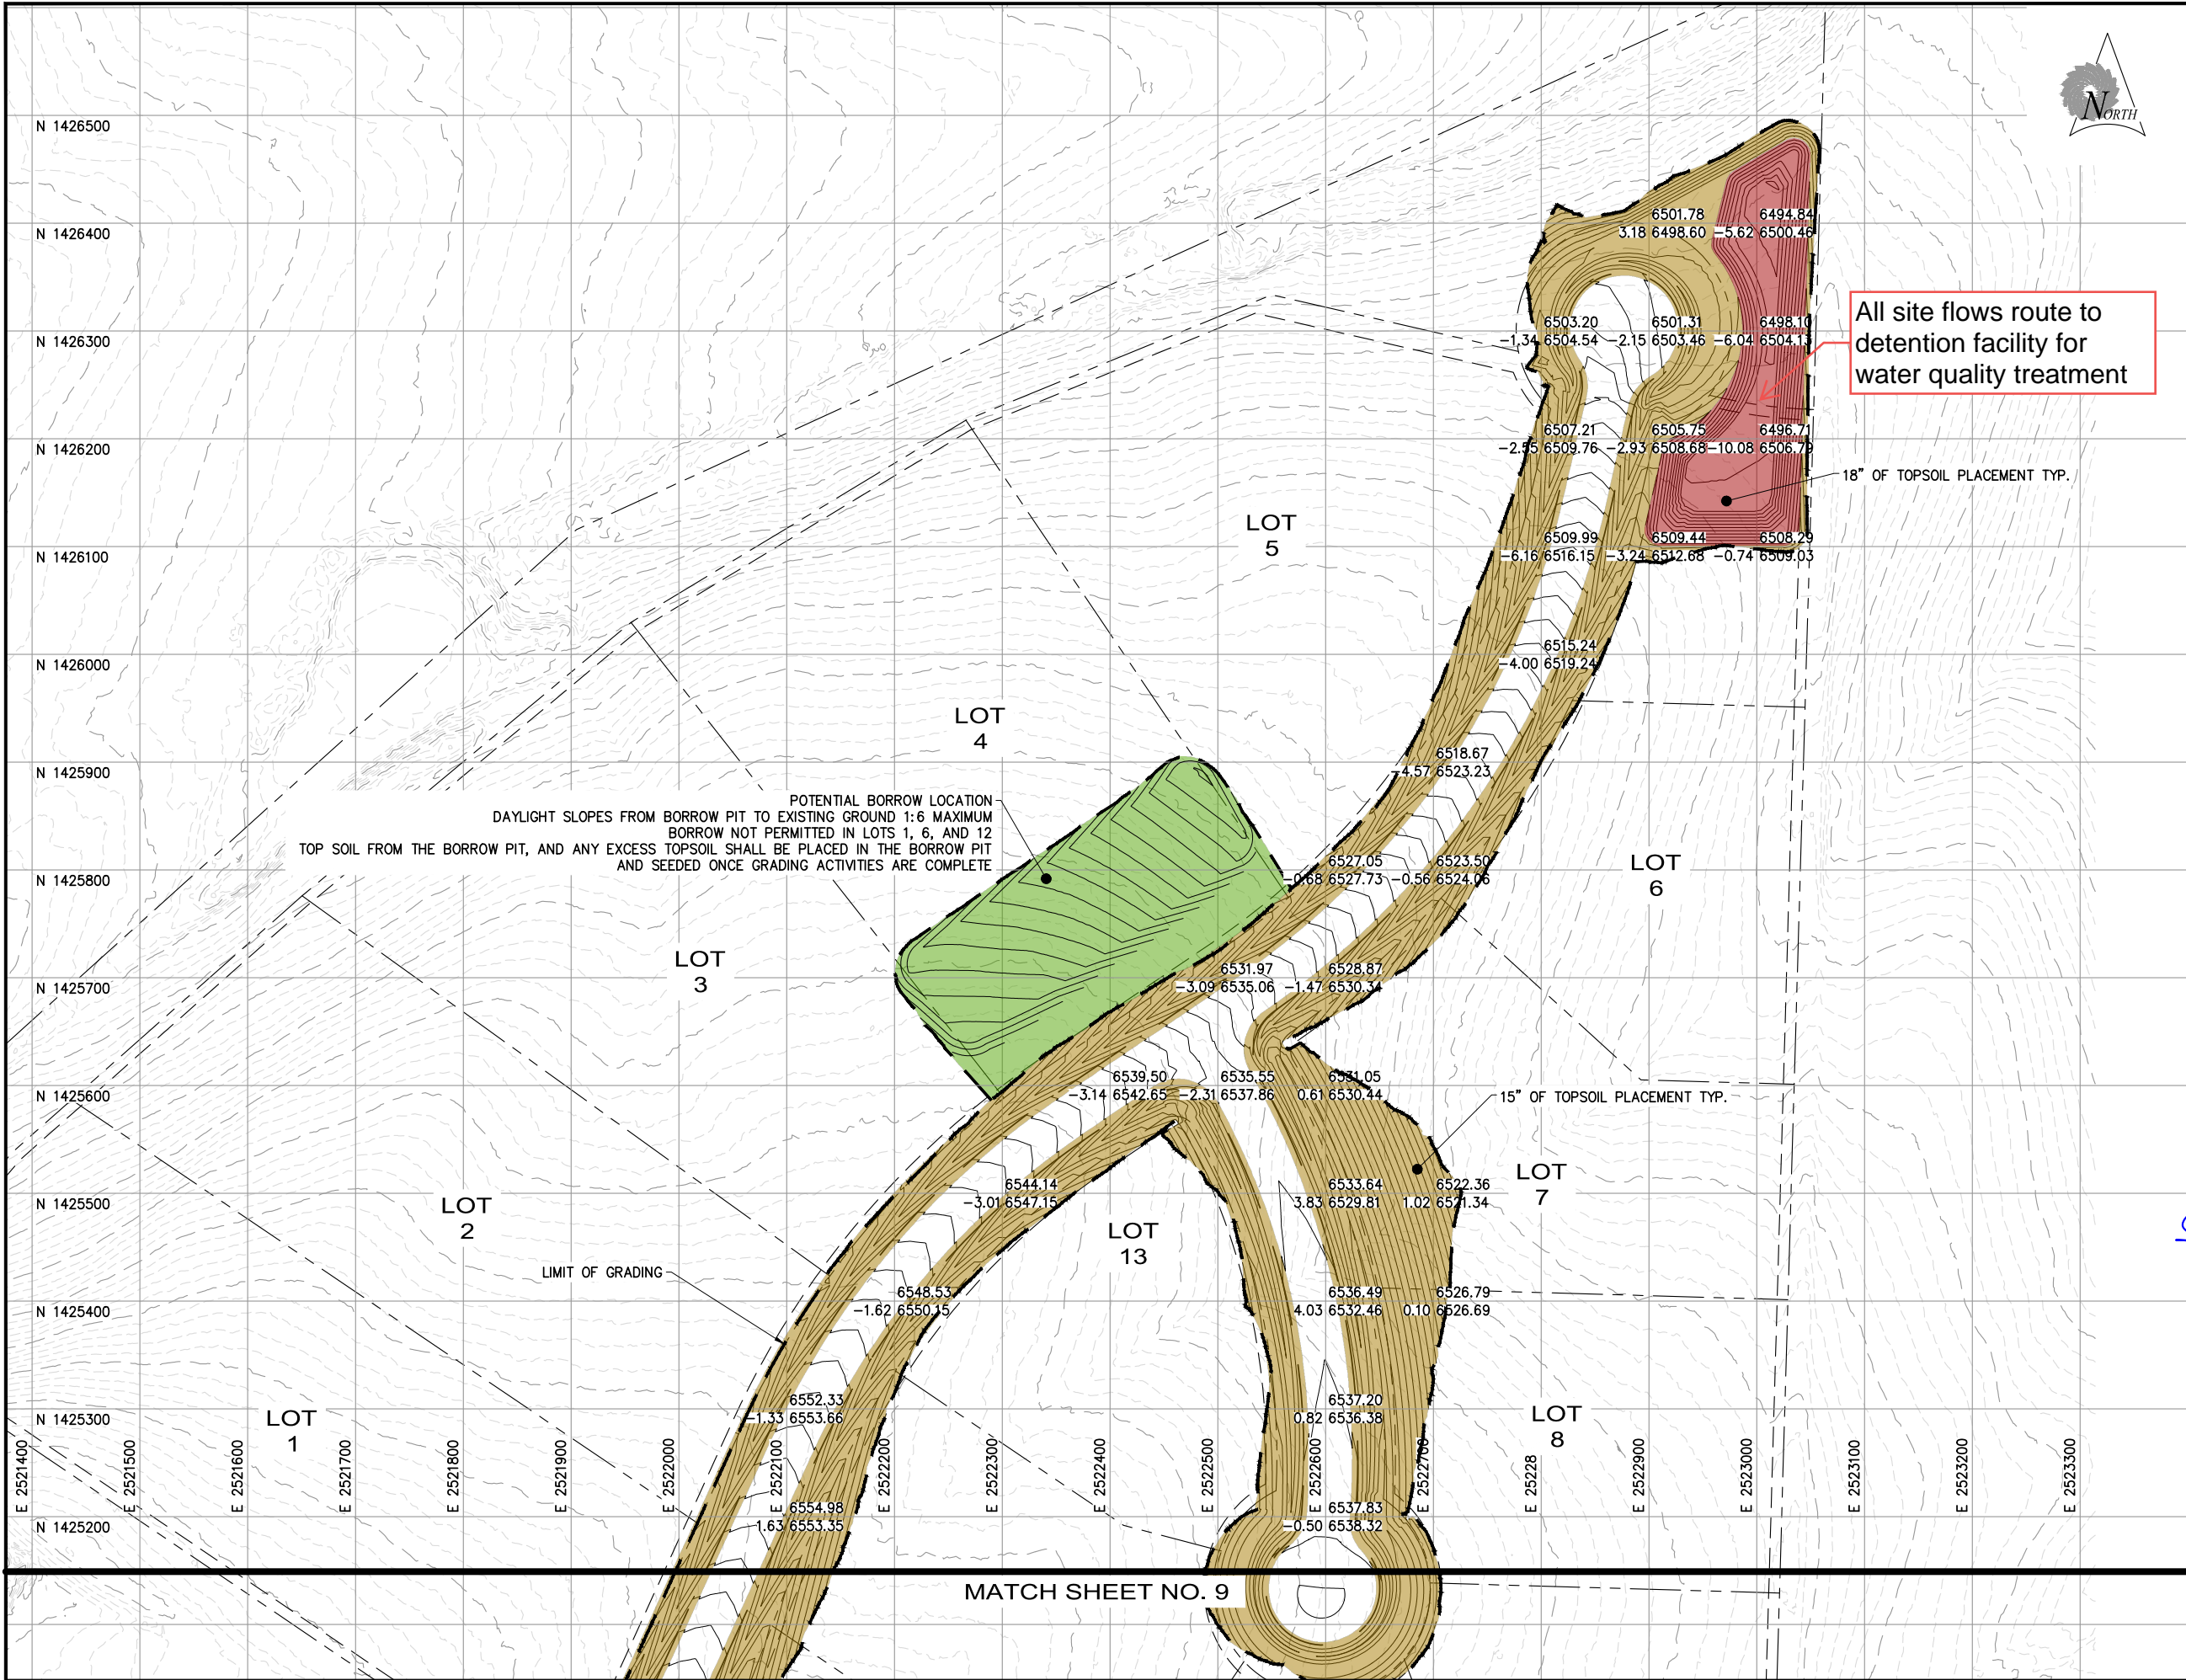 NORTH
N 1426500
6501.78 6494.84
N 1426400
3.18 6498.60 -5.62 6500.46
All site flows route to
detention facility for
water quality treatment
6503.20 6501.31 6498.10
N 1426300
-1.34 6504.54 -2.15 6503.46 -6.04 6504.13
6507.21 6505.75 6496.71
N 1426200
-2.55 6509.76 -2.93 6508.68 -10.08 6506.79
18" OF TOPSOIL PLACEMENT TYP.
LOT
5
6509.99 6509.44 6508.29
N 1426100
-6.16 6516.15 -3.24 6512.68 -0.74 6509.03
6515.24
N 1426000
-4.00 6519.24
LOT
4
6518.67
N 1425900
-4.57 6523.23
POTENTIAL BORROW LOCATION
DAYLIGHT SLOPES FROM BORROW PIT TO EXISTING GROUND 1:6 MAXIMUM
BORROW NOT PERMITTED IN LOTS 1, 6, AND 12
TOP SOIL FROM THE BORROW PIT, AND ANY EXCESS TOPSOIL SHALL BE PLACED IN THE BORROW PIT
AND SEEDED ONCE GRADING ACTIVITIES ARE COMPLETE
6527.05 6523.50
N 1425800
-0.68 6527.73 -0.56 6524.06
LOT
6
LOT
3
6531.97 6528.87
N 1425700
-3.09 6535.06 -1.47 6530.34
6539.50 6535.55 6531.05
N 1425600
-3.14 6542.65 -2.31 6537.86 0.61 6530.44
15" OF TOPSOIL PLACEMENT TYP.
LOT
7
6544.14 6533.64 6522.36
N 1425500
-3.01 6547.15 3.83 6529.81 1.02 6521.34
LOT
2
LOT
13
LIMIT OF GRADING
6548.53 6536.49 6526.79
N 1425400
-1.62 6550.15 4.03 6532.46 0.10 6526.69
6552.33 6537.20
N 1425300
-1.33 6553.66 0.82 6536.38
LOT
1
LOT
8
E 2521400
E 2521500
E 2521600
E 2521700
E 2521800
E 2521900
E 2522000
E 2522100
E 2522200
E 2522300
E 2522400
E 2522500
E 2522600
E 2522700
E 25228
E 2522900
E 2523000
E 2523100
E 2523200
E 2523300
6554.98 6537.83
N 1425200
1.63 6553.35 -0.50 6538.32
MATCH SHEET NO. 9